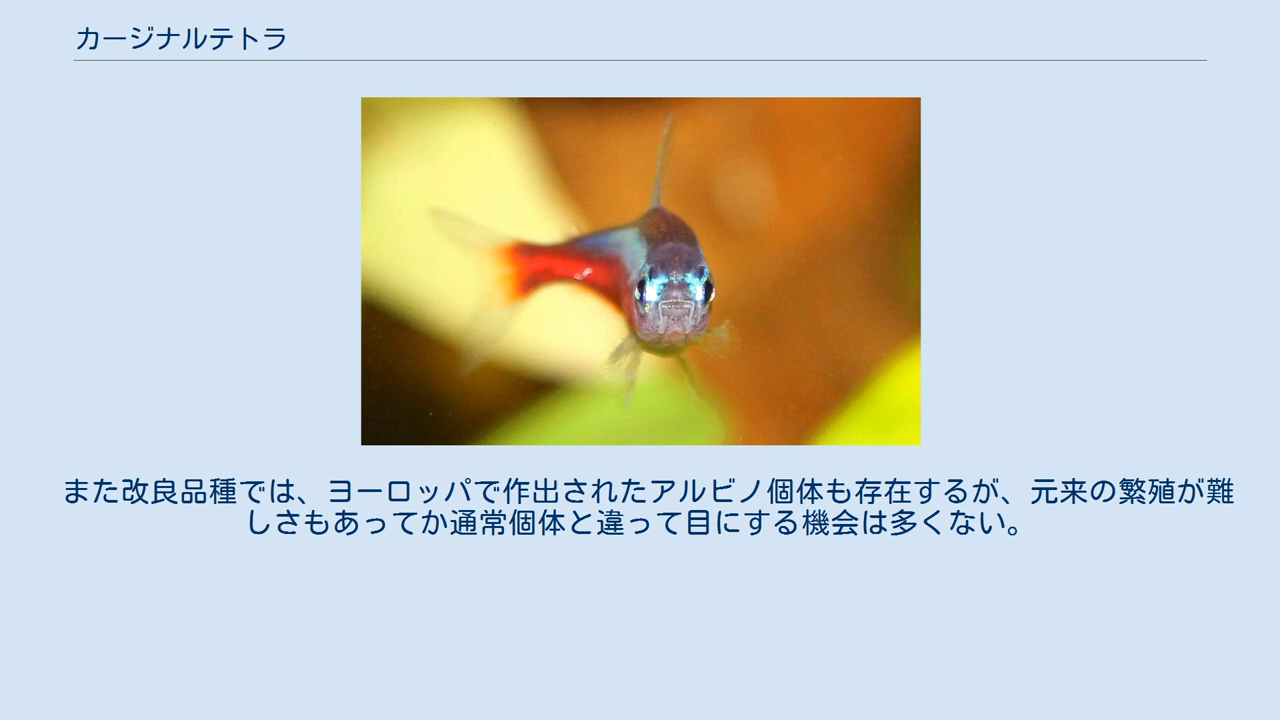 カージナルテトラ
また改良品種では、ヨーロッパで作出されたアルビノ個体も存在するが、元来の繁殖が難
しさもあってか通常個体と違って目にする機会は多くない。